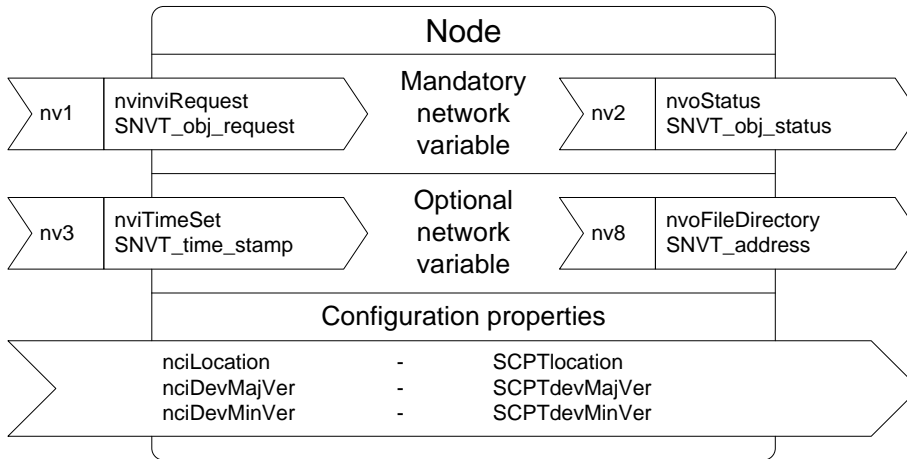 Node
Mandatory
network
variable
nv1
nvinviRequest
SNVT_obj_request
nv2
nvoStatus
SNVT_obj_status
Optional
network
variable
nv3
nviTimeSet
SNVT_time_stamp
nv8
nvoFileDirectory
SNVT_address
Configuration properties
nciLocation - SCPTlocation
nciDevMajVer - SCPTdevMajVer
nciDevMinVer - SCPTdevMinVer